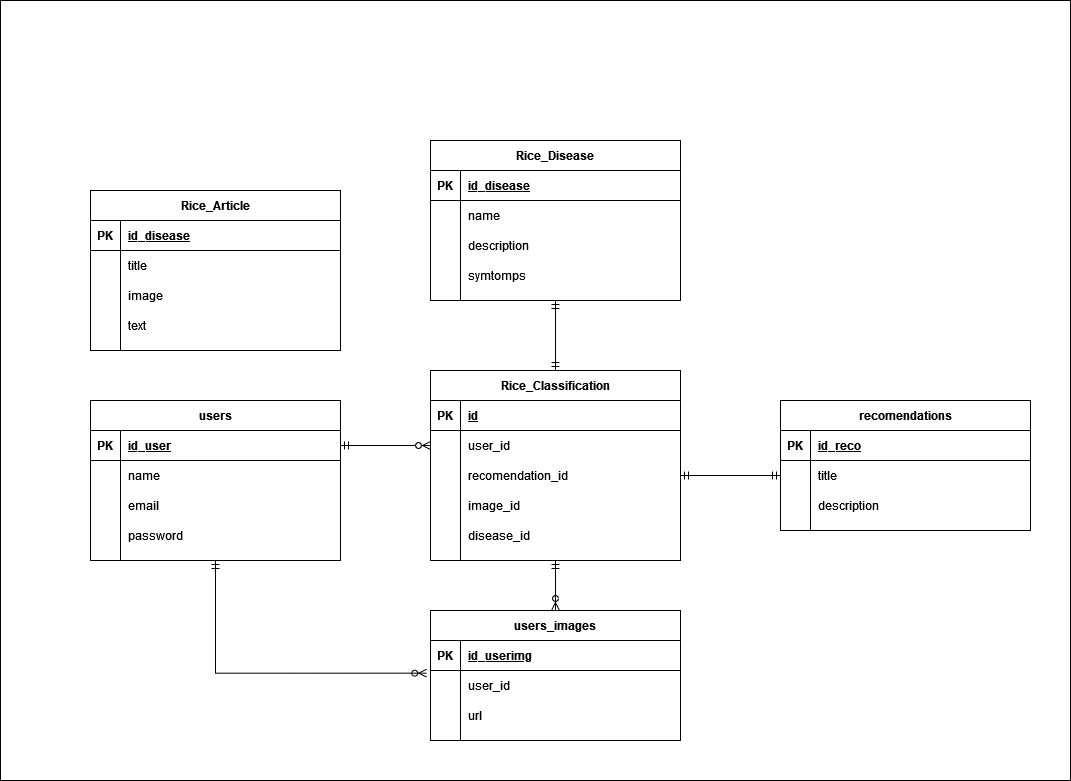 Rice_Disease
PK id_disease
name
description
symtomps
Rice_Article
PK id_disease
title
image
text
Rice_Classification
PK id
user_id
recomendation_id
image_id
disease_id
users
PK id_user
name
email
password
recomendations
PK id_reco
title
description
users_images
PK id_userimg
user_id
url